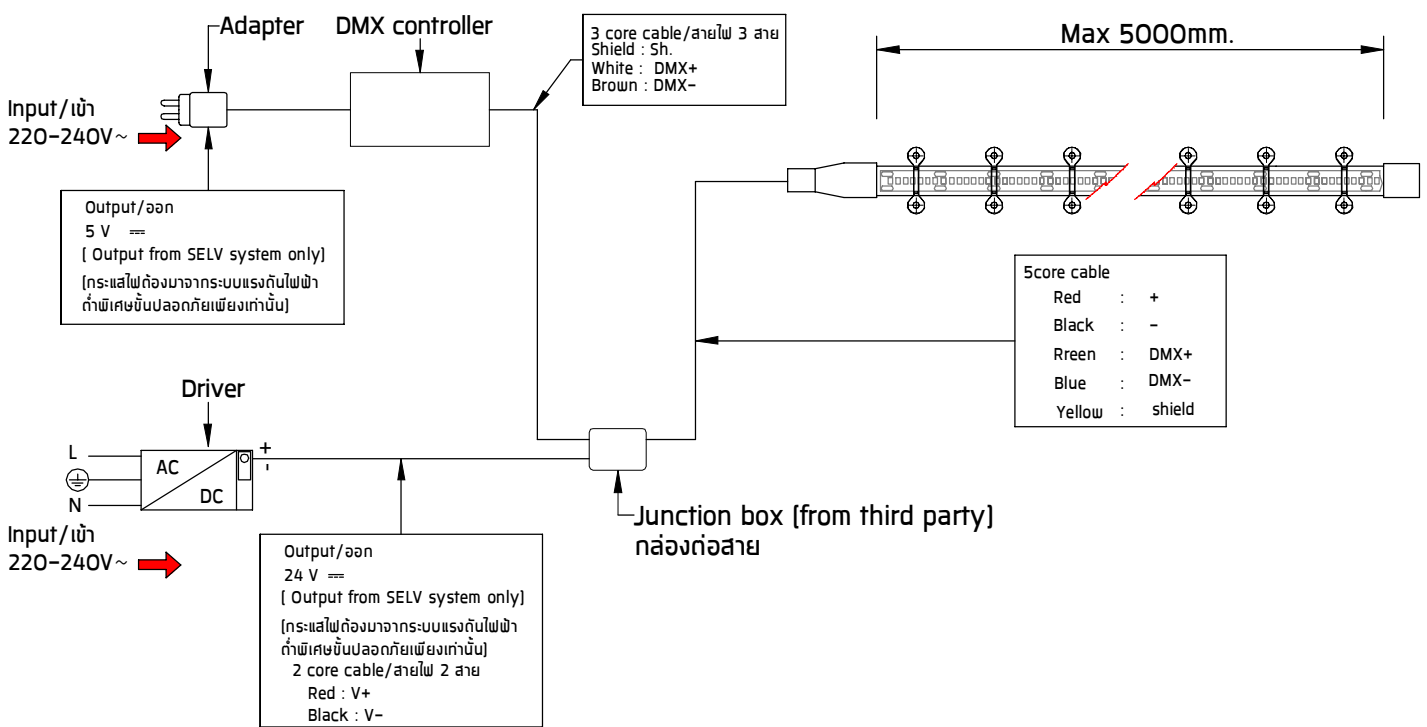 Adapter
DMX controller
3 core cable/สายไฟ 3 สาย
Shield : Sh.
White : DMX+
Brown : DMX-
Max 5000mm.
Input/เข้า
220-240V~
Output/ออก
5 V ⎓
( Output from SELV system only)
(กระแสไฟต้องมาจากระบบแรงดันไฟฟ้า
ต่ำพิเศษขั้นปลอดภัยเพียงเท่านั้น)
5core cable
Red : +
Black : -
Rreen : DMX+
Blue : DMX-
Yellow : shield
Driver
L
N
AC
DC
+
-
Input/เข้า
220-240V~
Junction box (from third party)
กล่องต่อสาย
Output/ออก
24 V ⎓
( Output from SELV system only)
(กระแสไฟต้องมาจากระบบแรงดันไฟฟ้า
ต่ำพิเศษขั้นปลอดภัยเพียงเท่านั้น)
2 core cable/สายไฟ 2 สาย
Red : V+
Black : V-